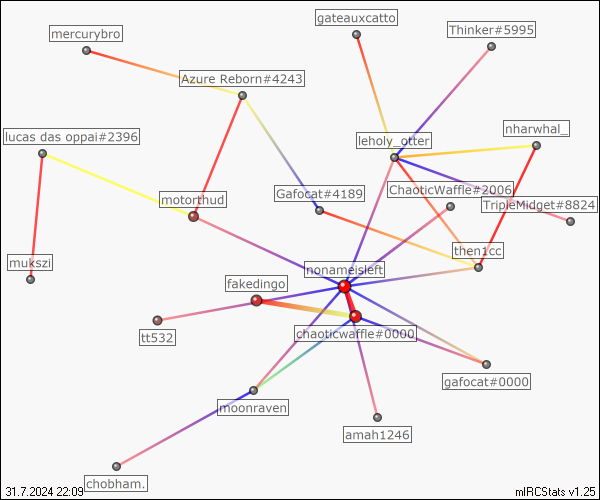 gateauxcatto
mercurybro
Thinker#5995
Azure Reborn#4243
nharwhal_
lucas das oppai#2396
leholy_otter
ChaoticWaffle#2006
Gafocat#4189
motorthud
TripleMidget#8824
then1cc
mukszi
nonameisleft
fakedingo
tt532
chaoticwaffle#0000
gafocat#0000
moonraven
amah1246
chobham.
31.7.2024 22:09
mIRCStats v1.25